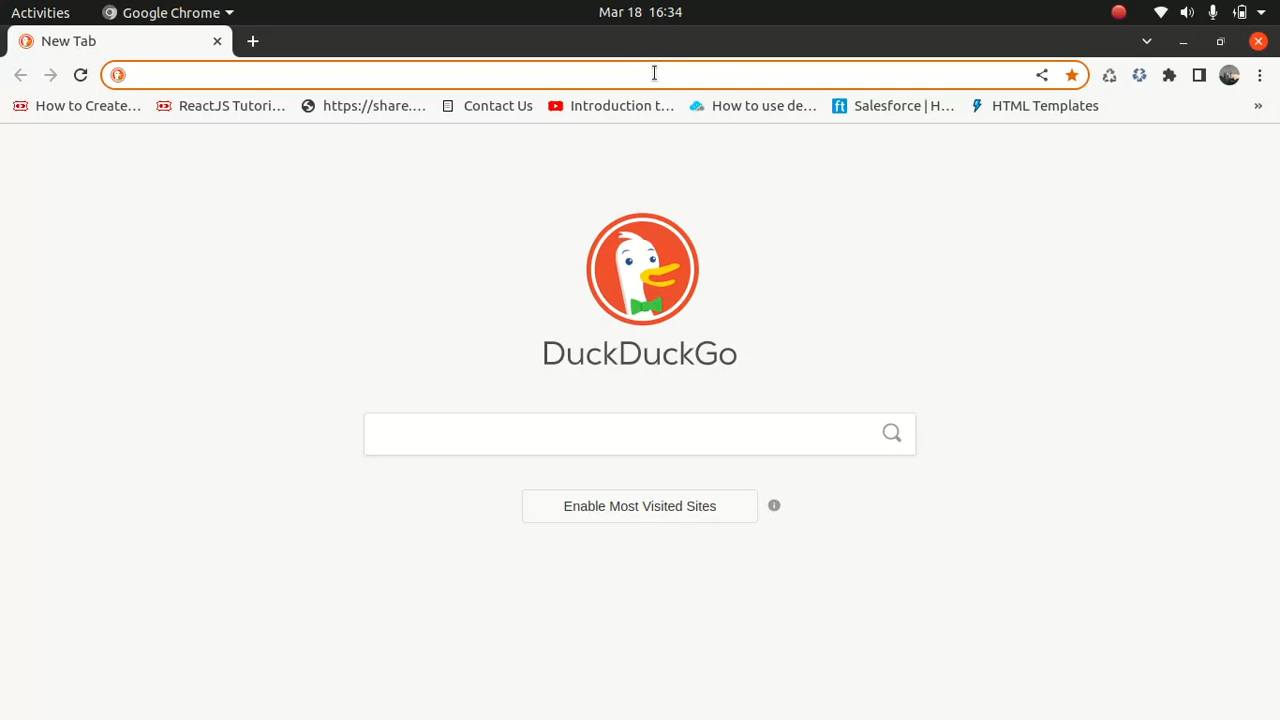 Activities Google Chrome Mar 18 16:34
New Tab
How to Create… ReactJS Tutori… https://share.… Contact Us Introduction t… How to use de… ft Salesforce | H… HTML Templates »
DuckDuckGo
Enable Most Visited Sites